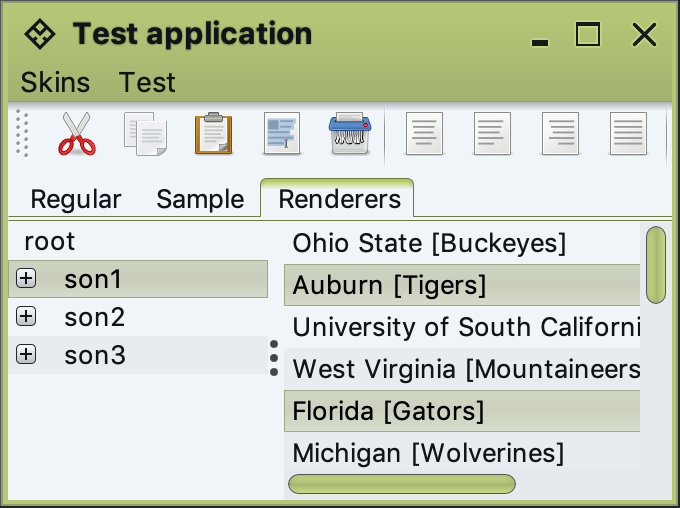 Test application
Skins Test
Regular Sample Renderers
root
son1
son2
son3
Ohio State [Buckeyes]
Auburn [Tigers]
University of South Californi
West Virginia [Mountaineers
Florida [Gators]
Michigan [Wolverines]